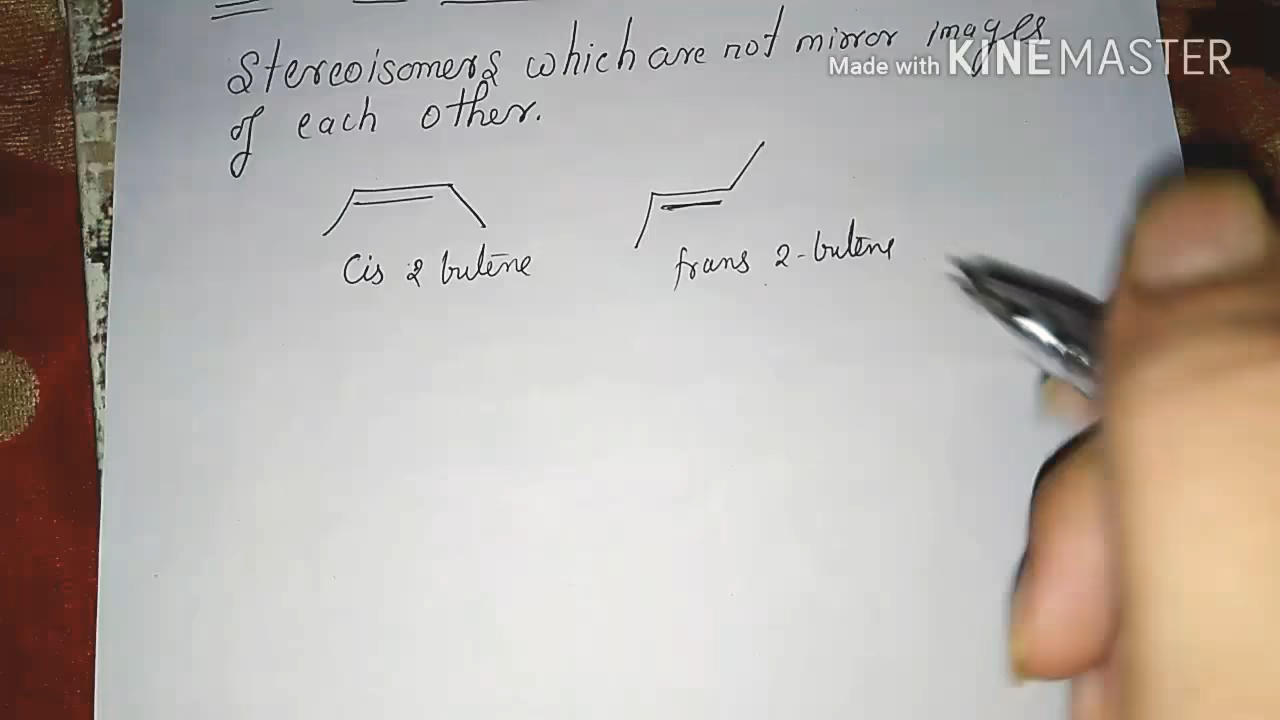 Stereoisomers which are not mirror images
of each other.
Made with KINEMASTER
Cis 2 butene
trans 2-butene